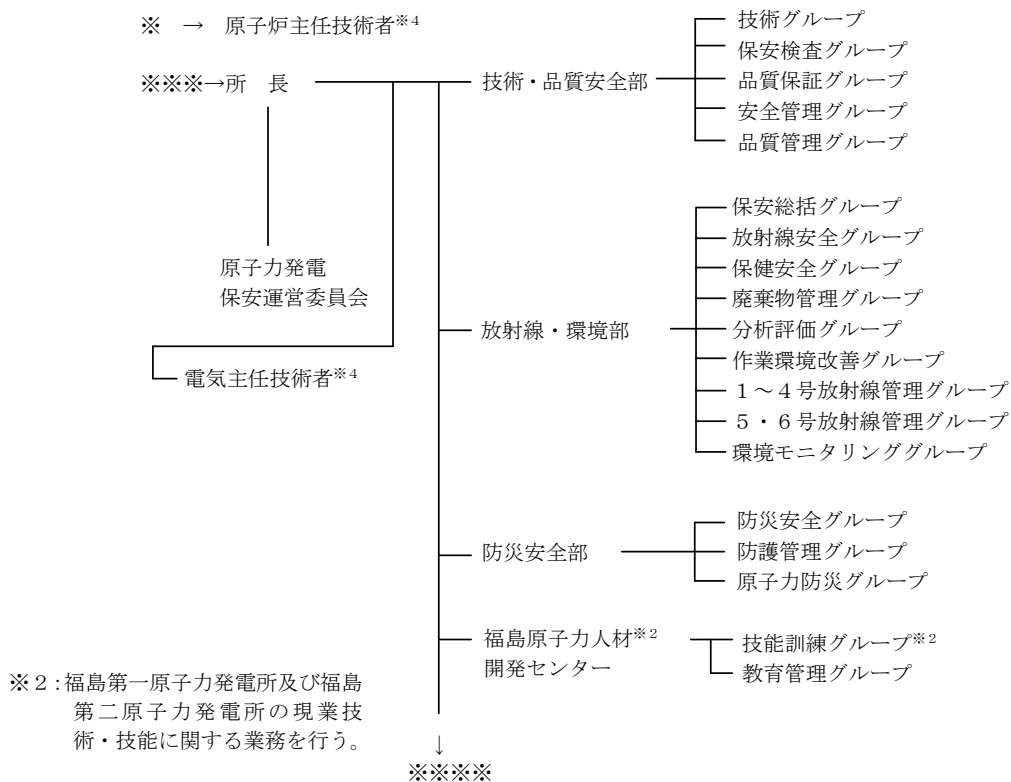 ※ → 原子炉主任技術者※4
※※※→所 長
原子力発電
保安運営委員会
電気主任技術者※4
技術・品質安全部
技術グループ
保安検査グループ
品質保証グループ
安全管理グループ
品質管理グループ
放射線・環境部
保安総括グループ
放射線安全グループ
保健安全グループ
廃棄物管理グループ
分析評価グループ
作業環境改善グループ
1~4号放射線管理グループ
5・6号放射線管理グループ
環境モニタリンググループ
防災安全部
防災安全グループ
防護管理グループ
原子力防災グループ
福島原子力人材※2
開発センター
技能訓練グループ※2
教育管理グループ
※2:福島第一原子力発電所及び福島
第二原子力発電所の現業技
術・技能に関する業務を行う。
↓
※※※※